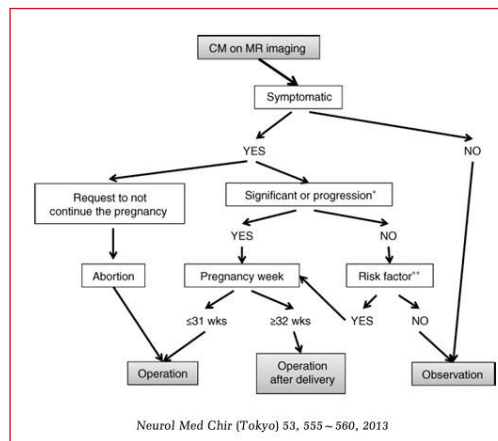 CM on MR imaging
Symptomatic
YES
NO
Request to not
continue the pregnancy
Significant or progression*
YES
NO
Abortion
Pregnancy week
Risk factor**
≤31 wks
≥32 wks
YES
NO
Operation
Operation
after delivery
Observation
Neurol Med Chir (Tokyo) 53, 555~560, 2013